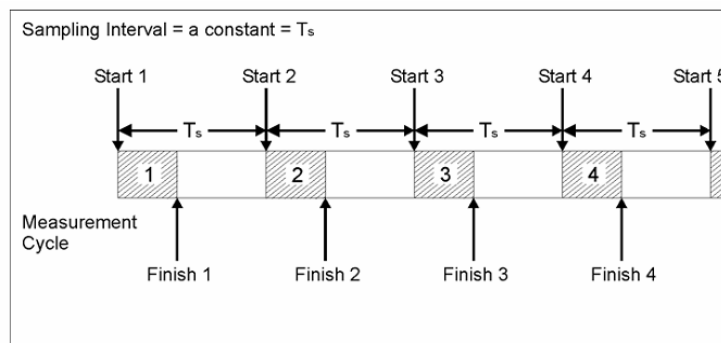 Sampling Interval = a constant = Ts
Start 1 Start 2 Start 3 Start 4 Start 5
Ts Ts Ts Ts
1 2 3 4
Measurement
Cycle
Finish 1 Finish 2 Finish 3 Finish 4